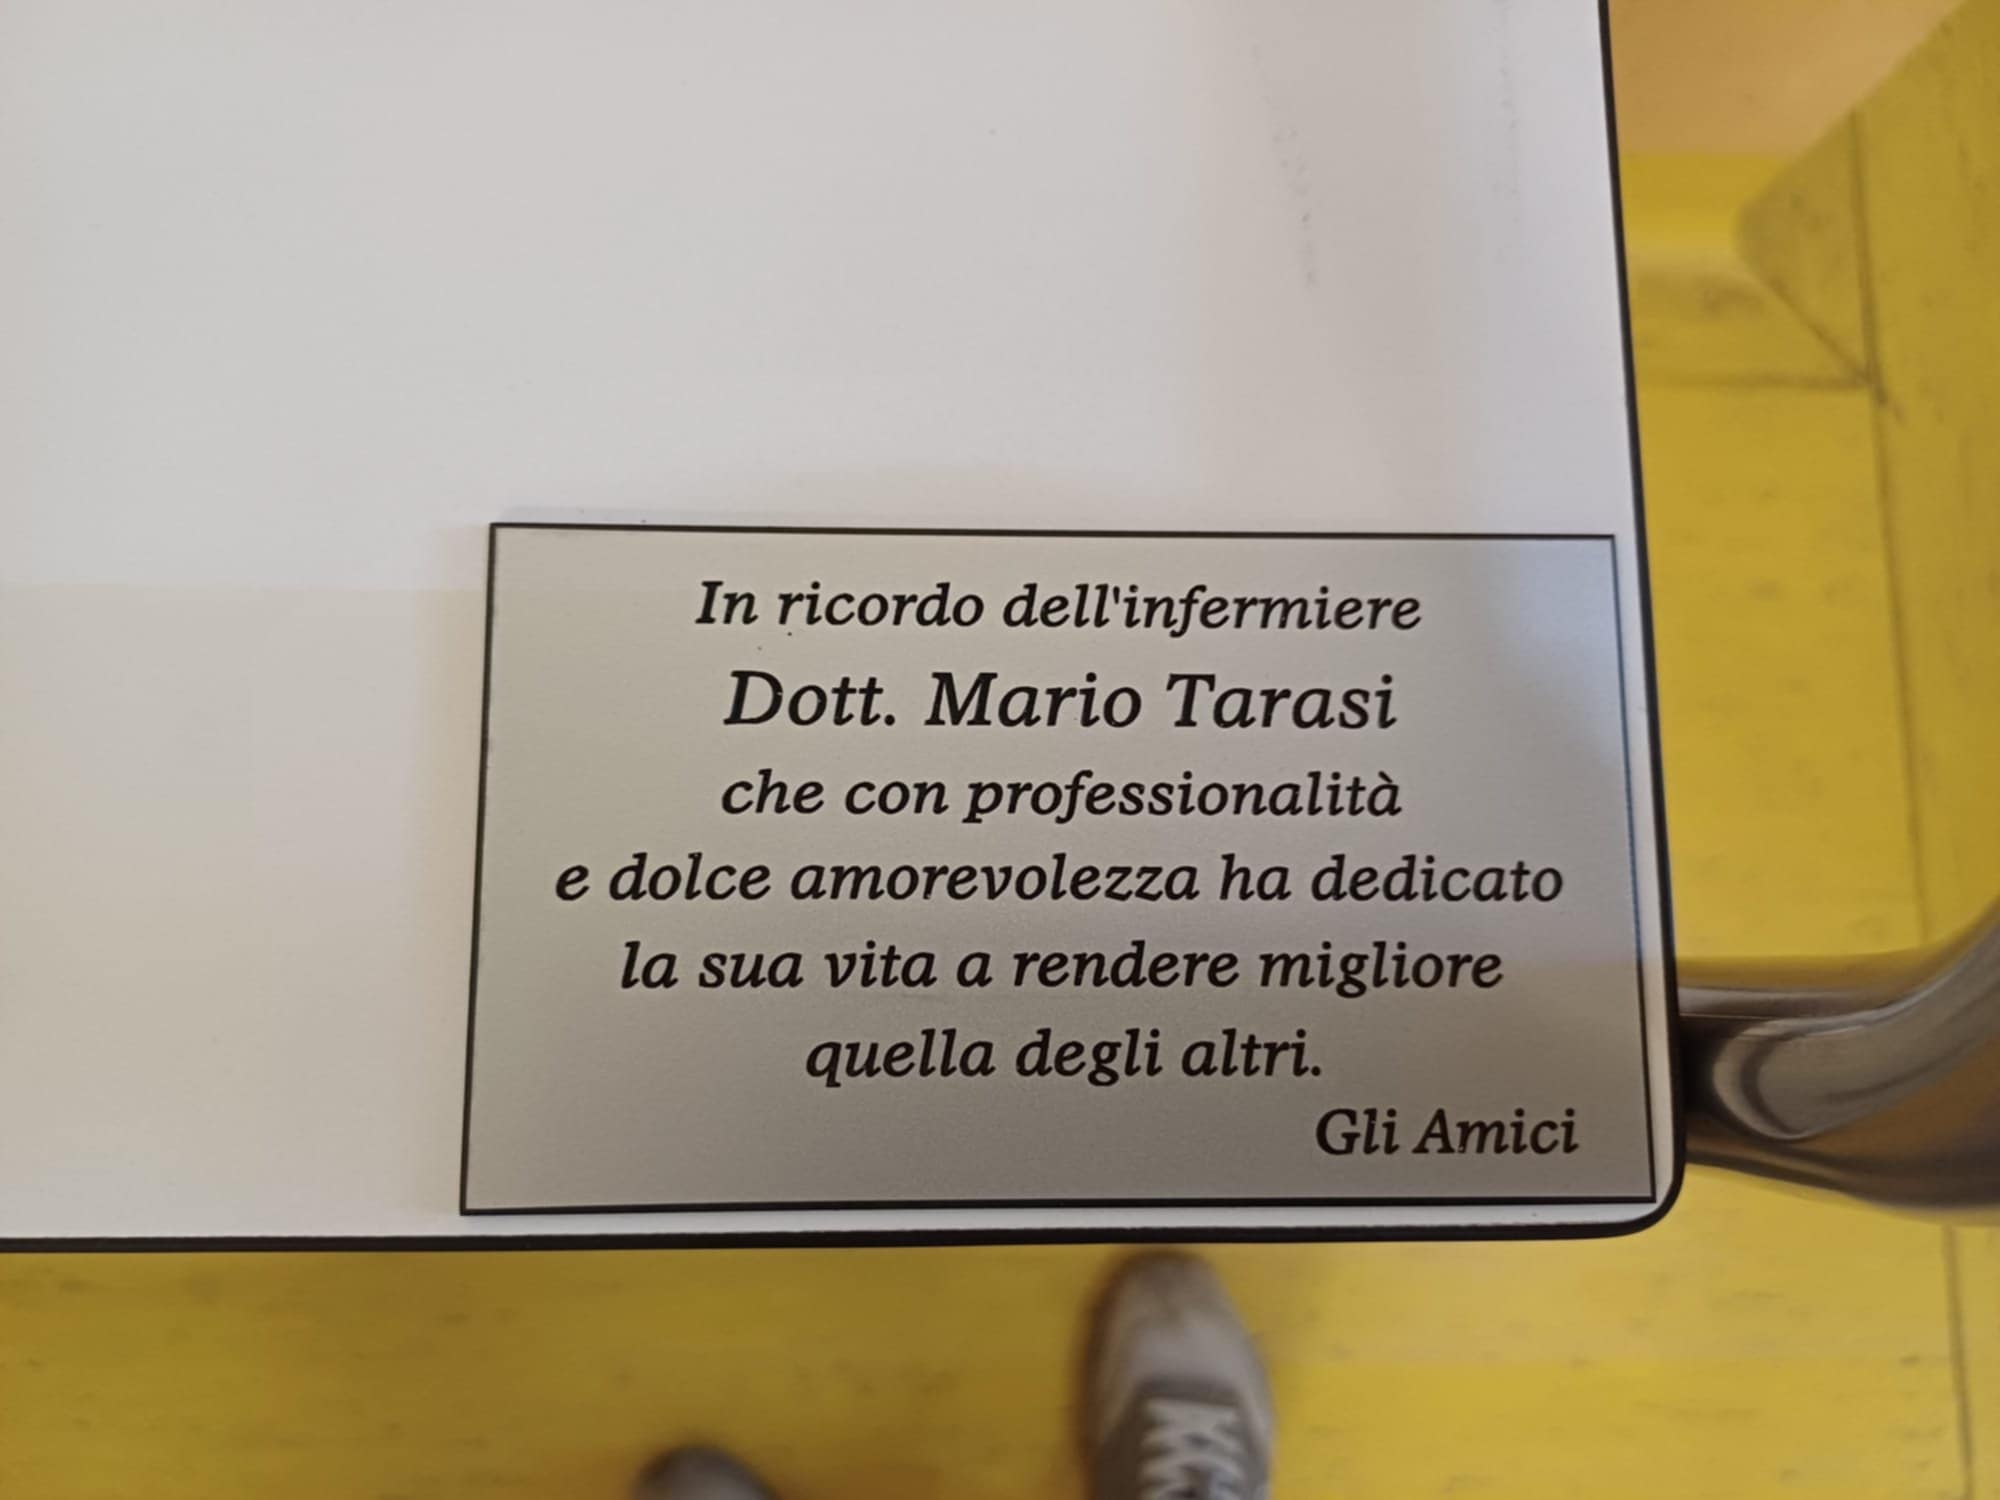 In ricordo dell'infermiere
Dott. Mario Tarasi
che con professionalità
e dolce amorevolezza ha dedicato
la sua vita a rendere migliore
quella degli altri.
Gli Amici